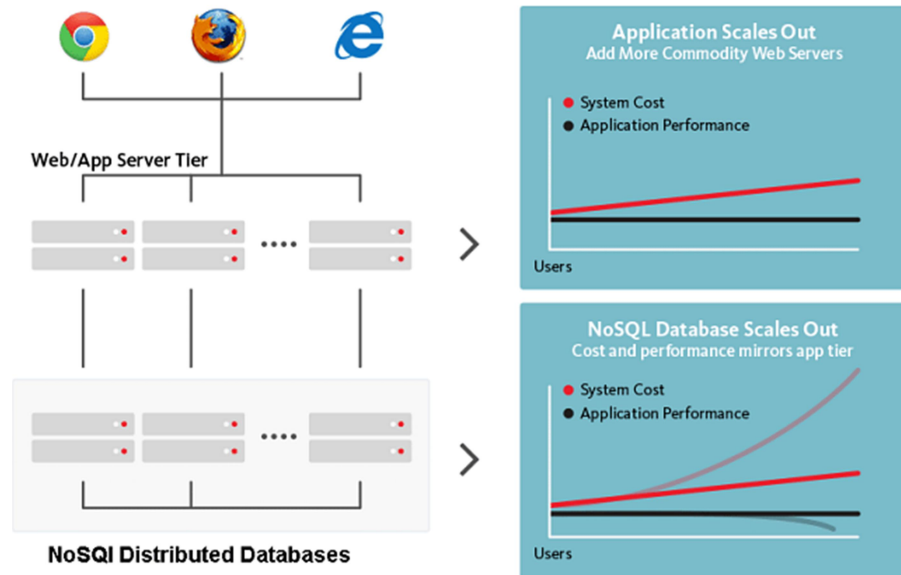 Web/App Server Tier
NoSQl Distributed Databases
Application Scales Out
Add More Commodity Web Servers
System Cost
Application Performance
Users
NoSQL Database Scales Out
Cost and performance mirrors app tier
System Cost
Application Performance
Users